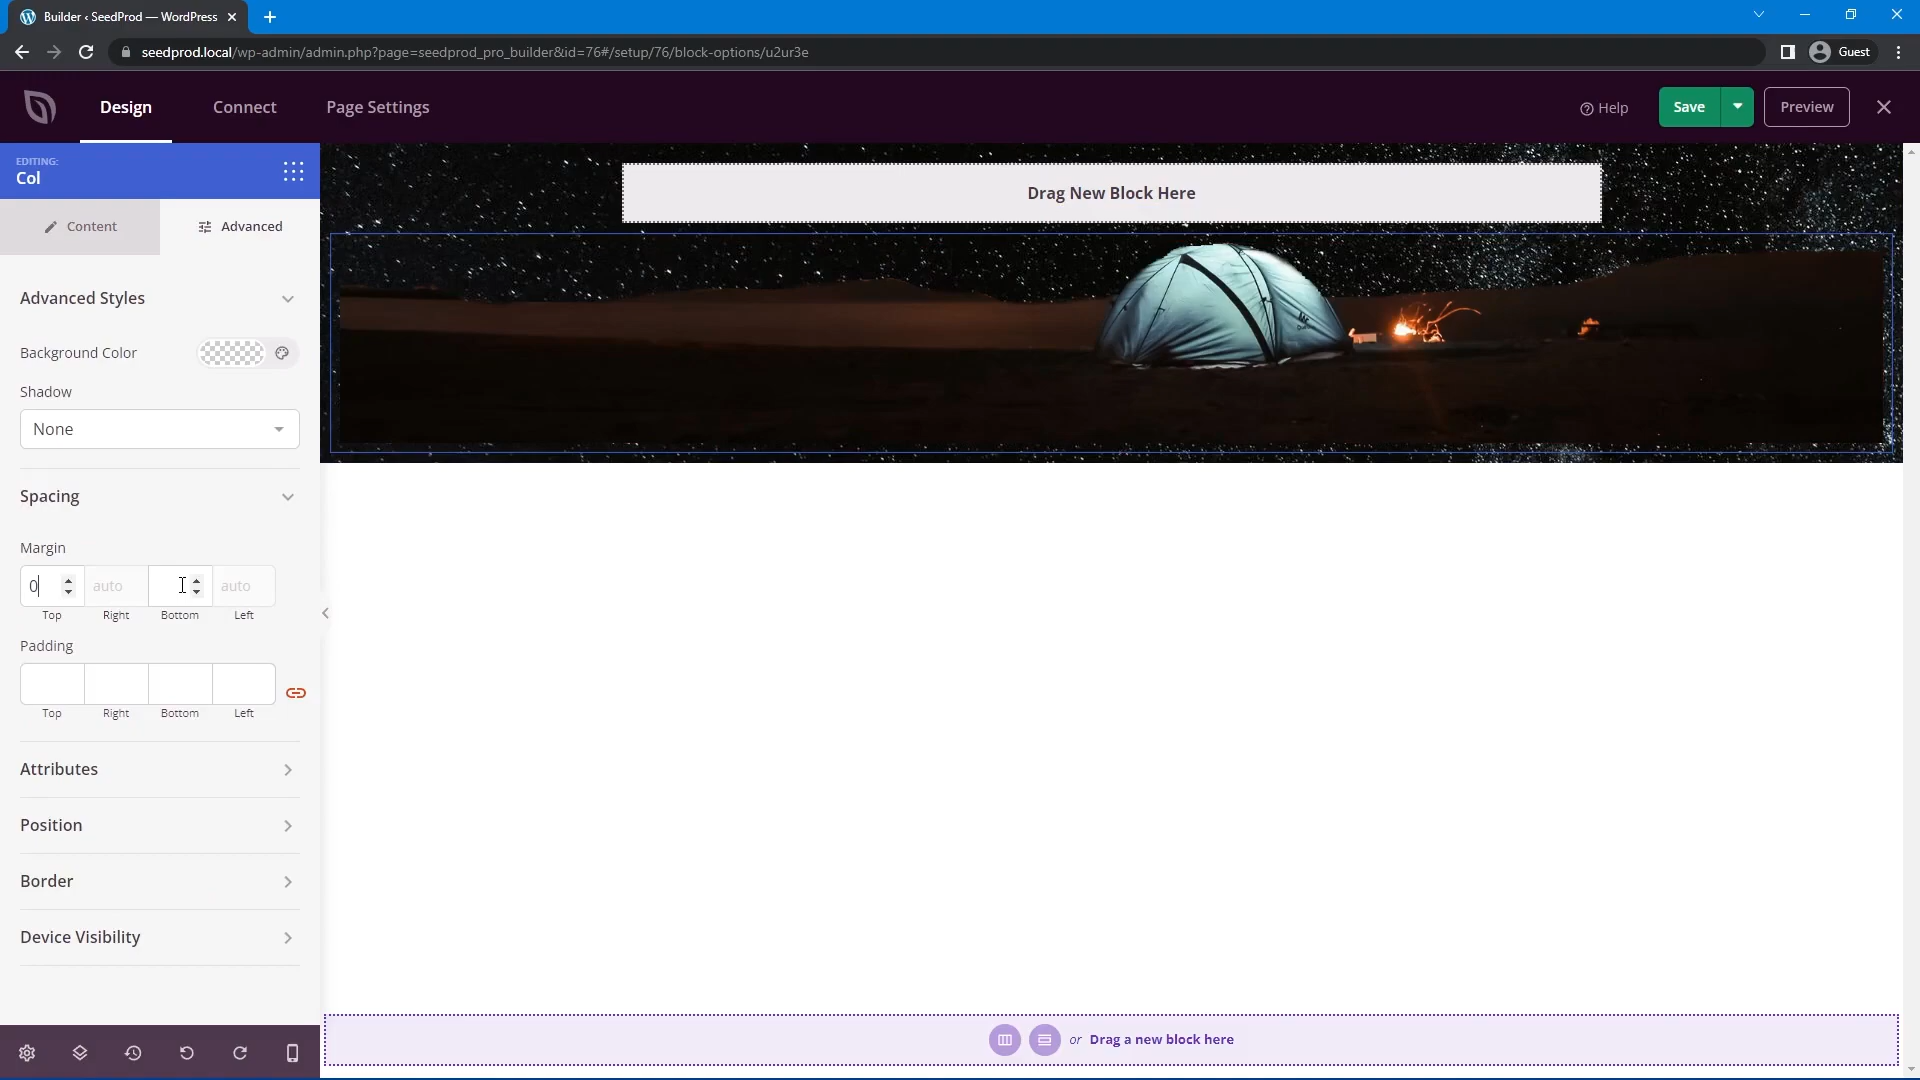 Builder ‹ SeedProd — WordPress
seedprod.local/wp-admin/admin.php?page=seedprod_pro_builder&id=76#/setup/76/block-options/u2ur3e
Guest
Design
Connect
Page Settings
Help
Save
Preview
EDITING:
Col
Content
Advanced
Drag New Block Here
Advanced Styles
Background Color
Shadow
None
Spacing
Margin
0
auto
auto
Top
Right
Bottom
Left
Padding
Top
Right
Bottom
Left
Attributes
Position
Border
Device Visibility
or Drag a new block here